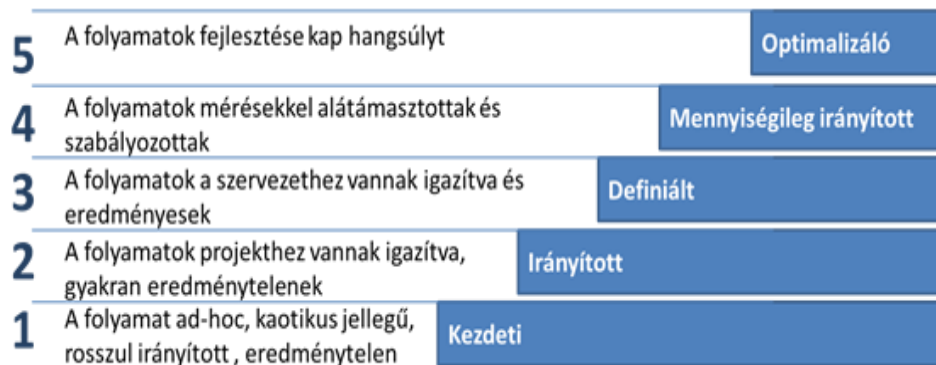 5
A folyamatok fejlesztése kap hangsúlyt
Optimalizáló
4
A folyamatok mérésekkel alátámasztottak és
szabályozottak
Mennyiségileg irányított
3
A folyamatok a szervezethez vannak igazítva és
eredményesek
Definiált
2
A folyamatok projekthez vannak igazítva,
gyakran eredménytelenek
Irányított
1
A folyamat ad-hoc, kaotikus jellegű,
rosszul irányított , eredménytelen
Kezdeti